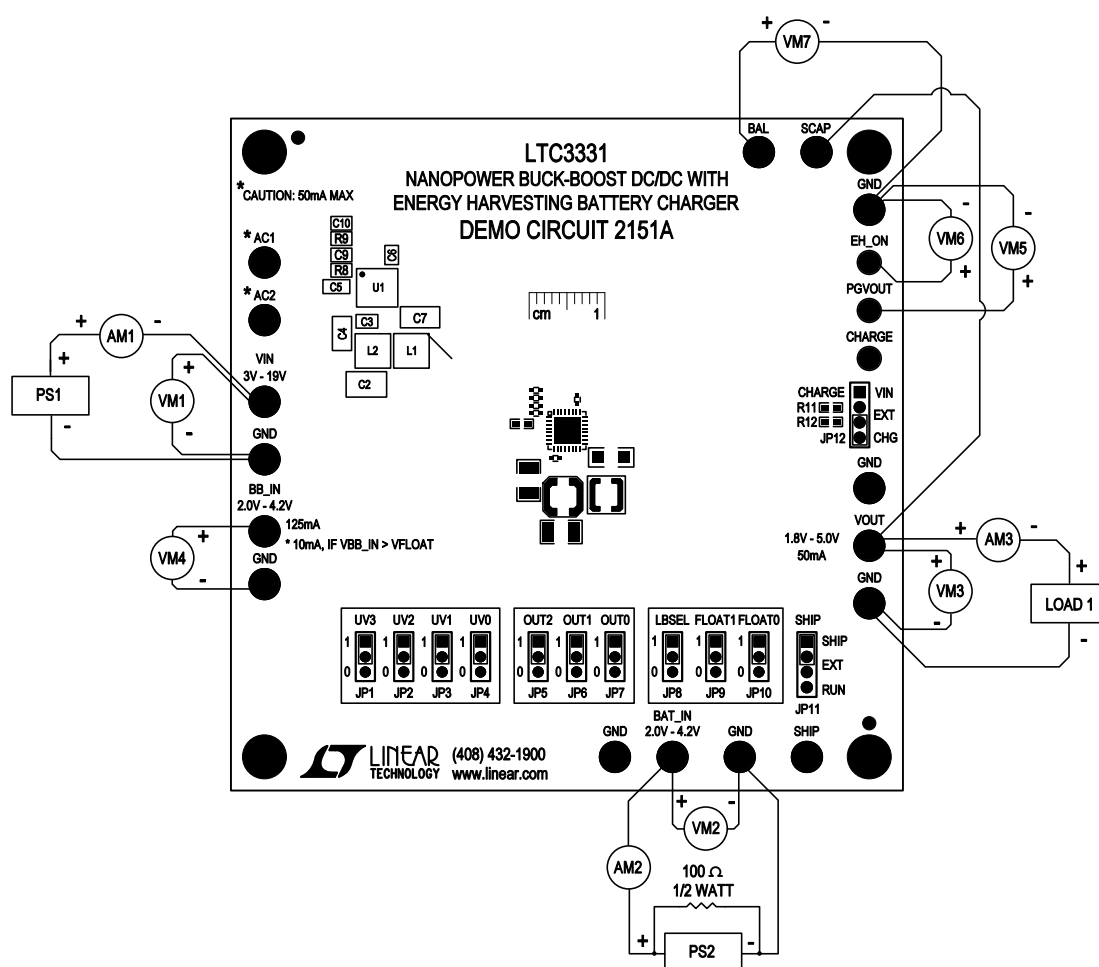 + VM7 -
BAL
SCAP
LTC3331
NANOPOWER BUCK-BOOST DC/DC WITH
ENERGY HARVESTING BATTERY CHARGER
DEMO CIRCUIT 2151A
*CAUTION: 50mA MAX
* AC1
* AC2
VIN
3V - 19V
GND
BB_IN
2.0V - 4.2V
125mA
* 10mA, IF VBB_IN > VFLOAT
GND
+ AM1 -
+ PS1 -
+ VM1 -
+ VM4 -
C10
R9
C9
R8
C5
C6
U1
C4
C3
C7
L2
L1
C2
cm 1
GND
EH_ON
PGVOUT
CHARGE
- VM6 +
- VM5 +
CHARGE VIN
R11
EXT
R12
JP12 CHG
GND
VOUT
1.8V - 5.0V
50mA
GND
+ AM3 -
+ VM3 -
+ LOAD 1 -
UV3 UV2 UV1 UV0
1 1 1 1
0 0 0 0
JP1 JP2 JP3 JP4
OUT2 OUT1 OUT0
1 1 1
0 0 0
JP5 JP6 JP7
LBSEL FLOAT1 FLOAT0
1 1 1
0 0 0
JP8 JP9 JP10
SHIP
SHIP
EXT
RUN
JP11
LINEAR
TECHNOLOGY
(408) 432-1900
www.linear.com
GND
BAT_IN
2.0V - 4.2V
GND
SHIP
+ VM2 -
AM2
100 Ω
1/2 WATT
+ PS2 -